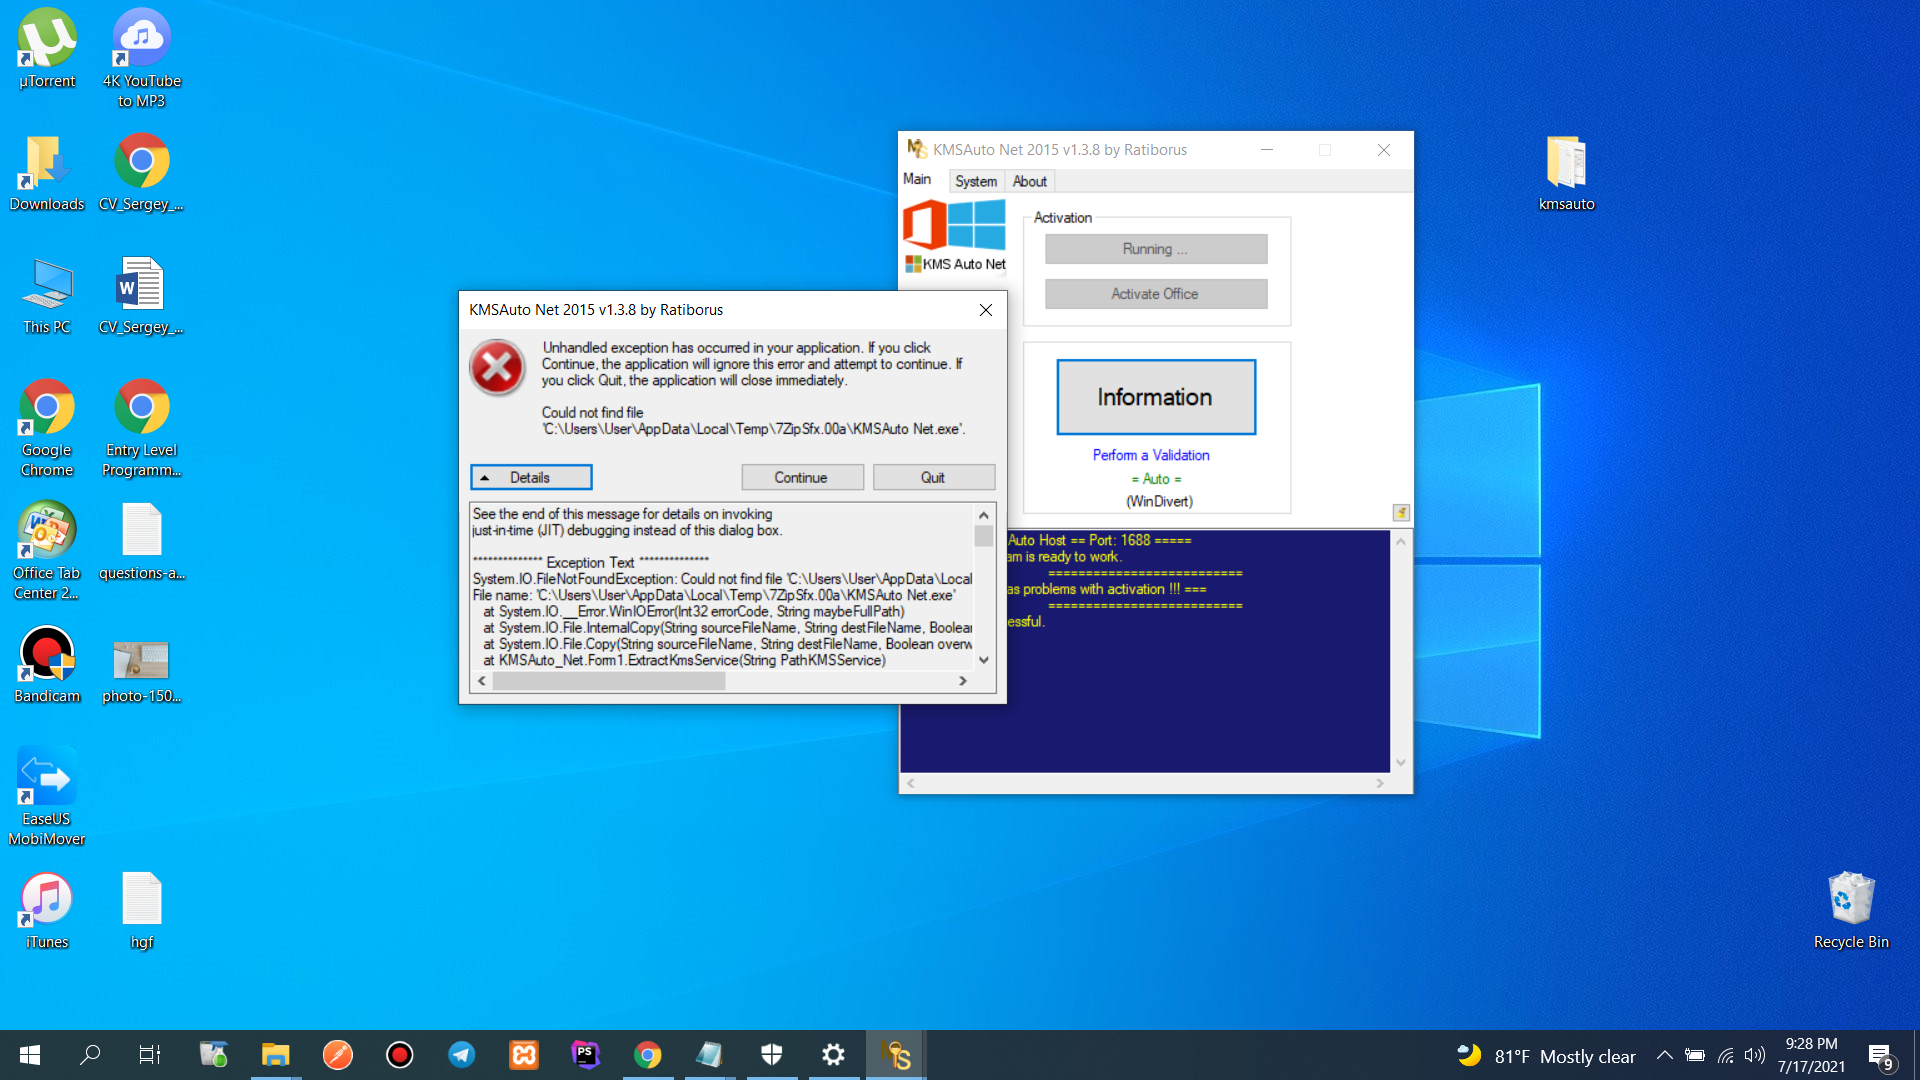 µTorrent
4K YouTube
to MP3
Downloads
CV_Sergey_...
This PC
CV_Sergey_...
Google
Chrome
Entry Level
Programm...
Office Tab
Center 2...
questions-a...
Bandicam
photo-150...
EaseUS
MobiMover
iTunes
hgf
kmsauto
Recycle Bin
KMSAuto Net 2015 v1.3.8 by Ratiborus
Main
System
About
KMS Auto Net
Activation
Running ...
Activate Office
Information
Perform a Validation
= Auto =
(WinDivert)
Auto Host == Port: 1688 =====
am is ready to work.
==========================
as problems with activation !!! ===
==========================
essful.
KMSAuto Net 2015 v1.3.8 by Ratiborus
Unhandled exception has occurred in your application. If you click
Continue, the application will ignore this error and attempt to continue. If
you click Quit, the application will close immediately.
Could not find file
'C:\Users\User\AppData\Local\Temp\7ZipSfx.00a\KMSAuto Net.exe'.
Details
Continue
Quit
See the end of this message for details on invoking
just-in-time (JIT) debugging instead of this dialog box.
************** Exception Text **************
System.IO.FileNotFoundException: Could not find file 'C:\Users\User\AppData\Local
File name: 'C:\Users\User\AppData\Local\Temp\7ZipSfx.00a\KMSAuto Net.exe'
at System.IO.__Error.WinIOError(Int32 errorCode, String maybeFullPath)
at System.IO.File.InternalCopy(String sourceFileName, String destFileName, Boolean
at System.IO.File.Copy(String sourceFileName, String destFileName, Boolean overw
at KMSAuto_Net.Form1.ExtractKmsService(String PathKMSService)
81°F Mostly clear
9:28 PM
7/17/2021
9